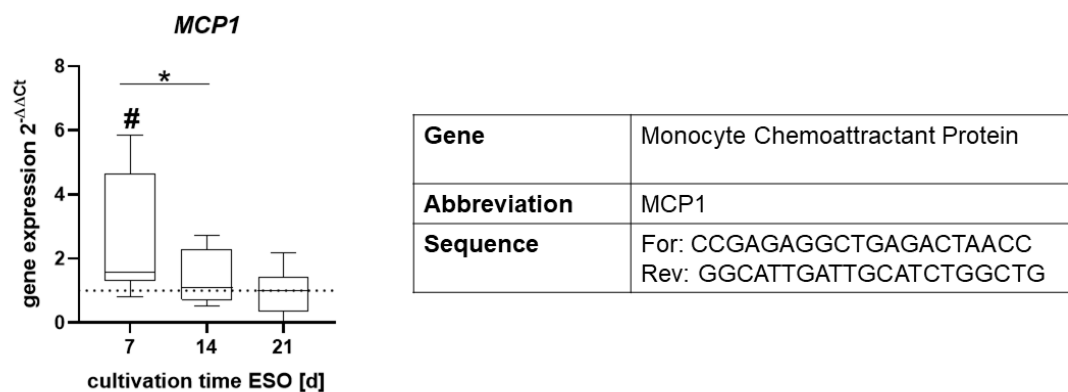 MCP1
*
#
gene expression 2^-ΔΔCt
8
6
4
2
0
7 14 21
cultivation time ESO [d]
Gene Monocyte Chemoattractant Protein
Abbreviation MCP1
Sequence For: CCGAGAGGCTGAGACTAACC
Rev: GGCATTGATTGCATCTGGCTG